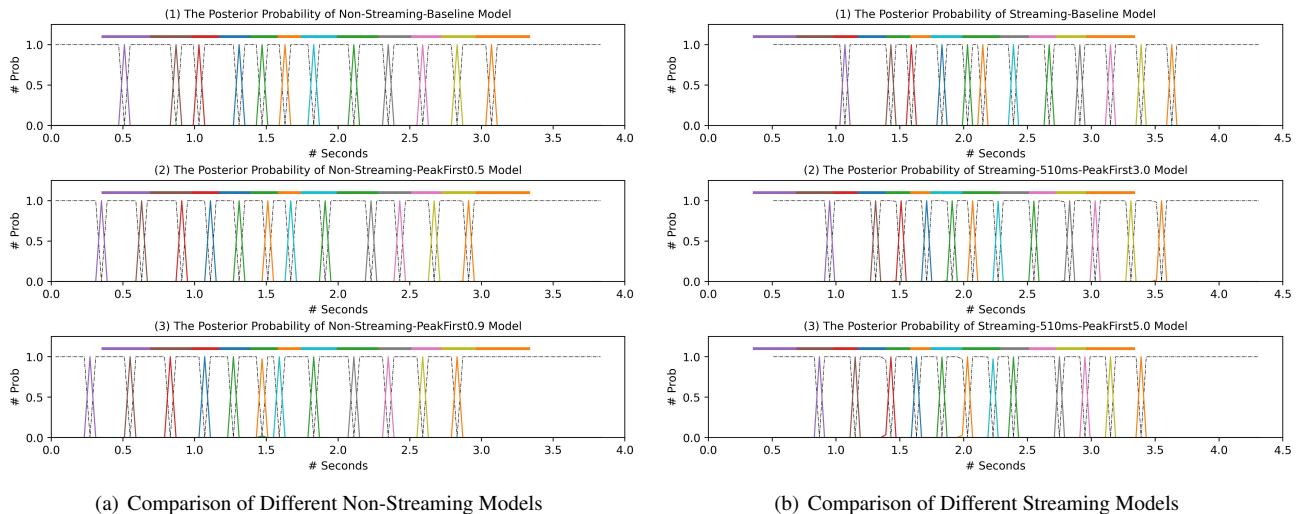 (1) The Posterior Probability of Non-Streaming-Baseline Model
1.0
0.5
0.0
# Prob
0.0 0.5 1.0 1.5 2.0 2.5 3.0 3.5 4.0
# Seconds
(2) The Posterior Probability of Non-Streaming-PeakFirst0.5 Model
1.0
0.5
0.0
# Prob
0.0 0.5 1.0 1.5 2.0 2.5 3.0 3.5 4.0
# Seconds
(3) The Posterior Probability of Non-Streaming-PeakFirst0.9 Model
1.0
0.5
0.0
# Prob
0.0 0.5 1.0 1.5 2.0 2.5 3.0 3.5 4.0
# Seconds
(a) Comparison of Different Non-Streaming Models
(1) The Posterior Probability of Streaming-Baseline Model
1.0
0.5
0.0
# Prob
0.0 0.5 1.0 1.5 2.0 2.5 3.0 3.5 4.0 4.5
# Seconds
(2) The Posterior Probability of Streaming-510ms-PeakFirst3.0 Model
1.0
0.5
0.0
# Prob
0.0 0.5 1.0 1.5 2.0 2.5 3.0 3.5 4.0 4.5
# Seconds
(3) The Posterior Probability of Streaming-510ms-PeakFirst5.0 Model
1.0
0.5
0.0
# Prob
0.0 0.5 1.0 1.5 2.0 2.5 3.0 3.5 4.0 4.5
# Seconds
(b) Comparison of Different Streaming Models